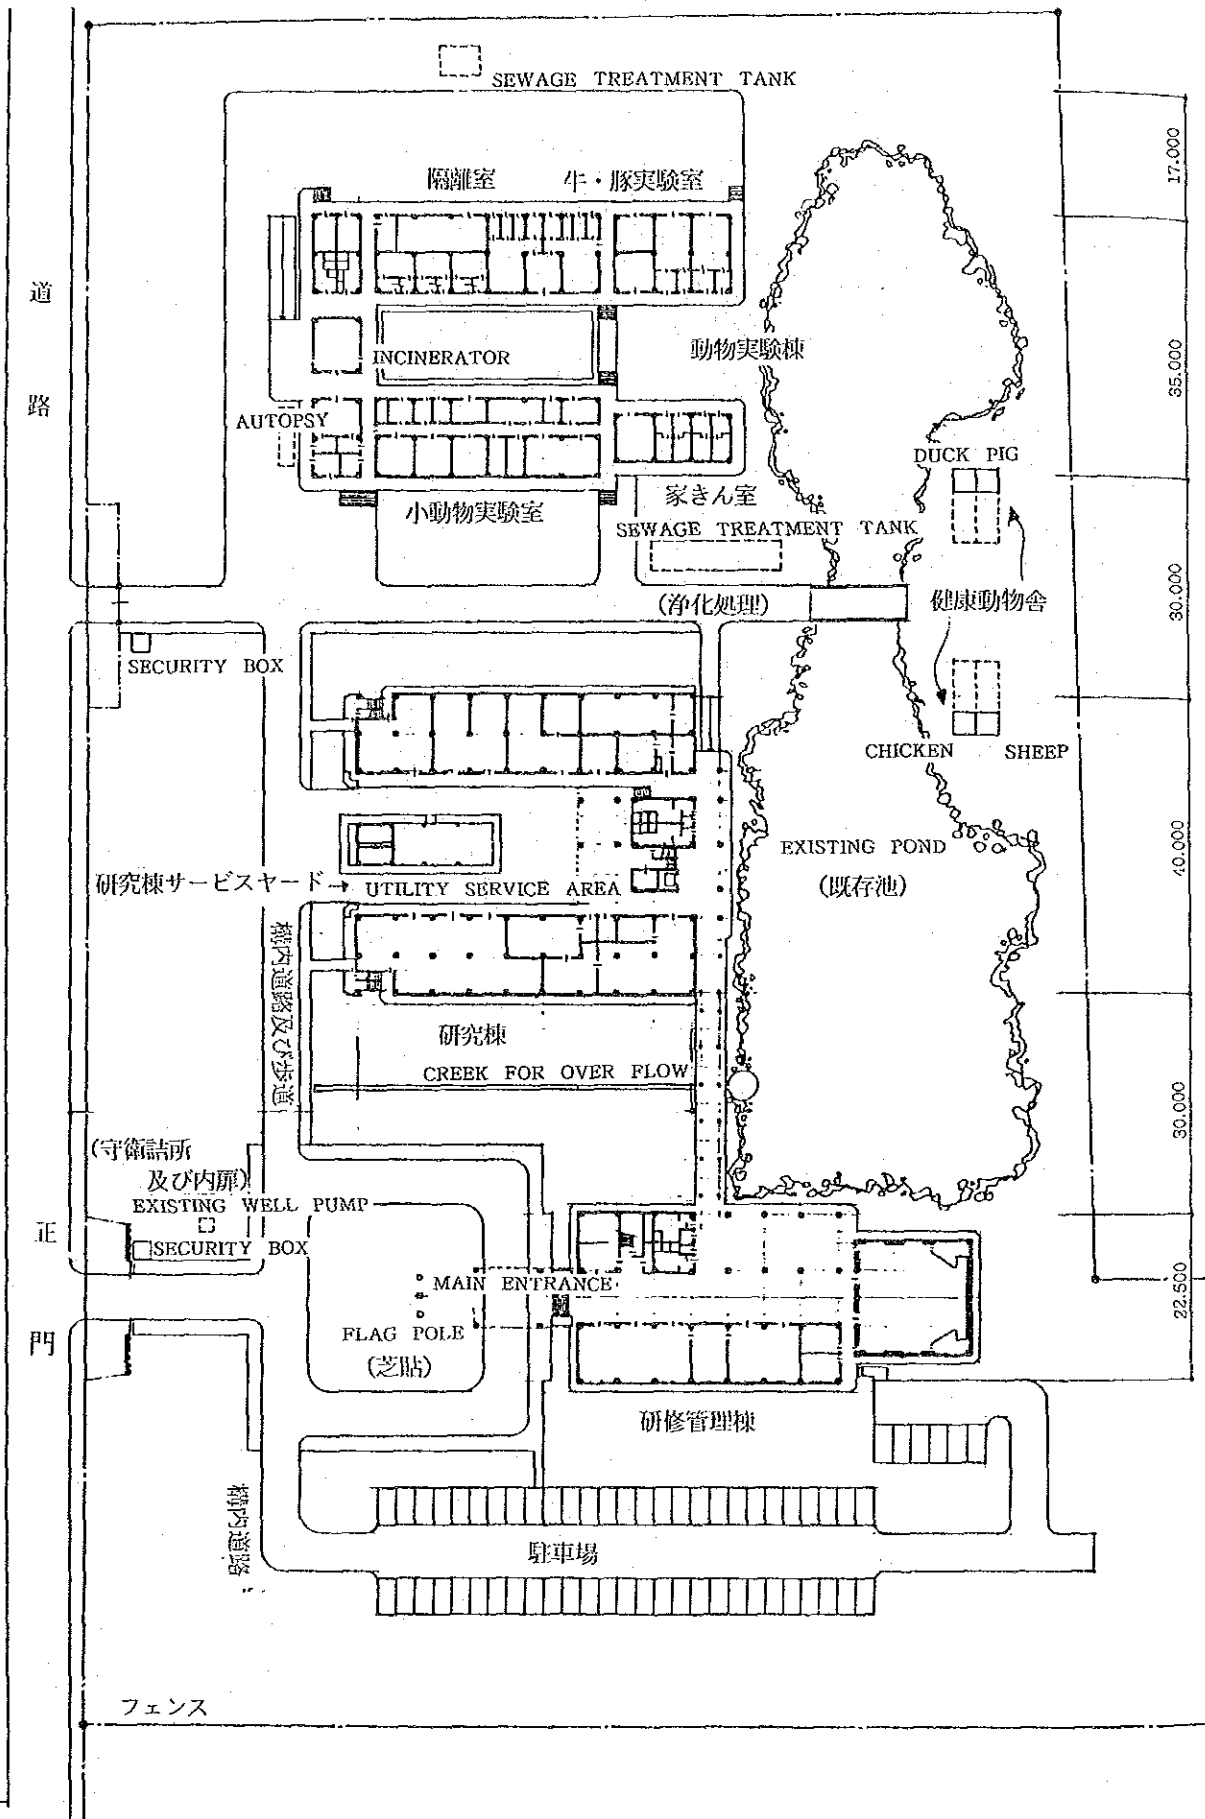 SEWAGE TREATMENT TANK
17.000
隔離室 牛・豚実験室
道路
動物実験棟
INCINERATOR
35.000
AUTOPSY
DUCK PIG
家きん室
小動物実験室
SEWAGE TREATMENT TANK
(浄化処理)
健康動物舎
30.000
SECURITY BOX
CHICKEN SHEEP
EXISTING POND
(既存池)
40.000
研究棟サービスヤード→ UTILITY SERVICE AREA
構内道路及び歩道
研究棟
CREEK FOR OVER FLOW
30.000
(守衛詰所
及び内扉)
EXISTING WELL PUMP
正門
SECURITY BOX
MAIN ENTRANCE
22.500
FLAG POLE
(芝貼)
研修管理棟
構内道路
駐車場
フェンス